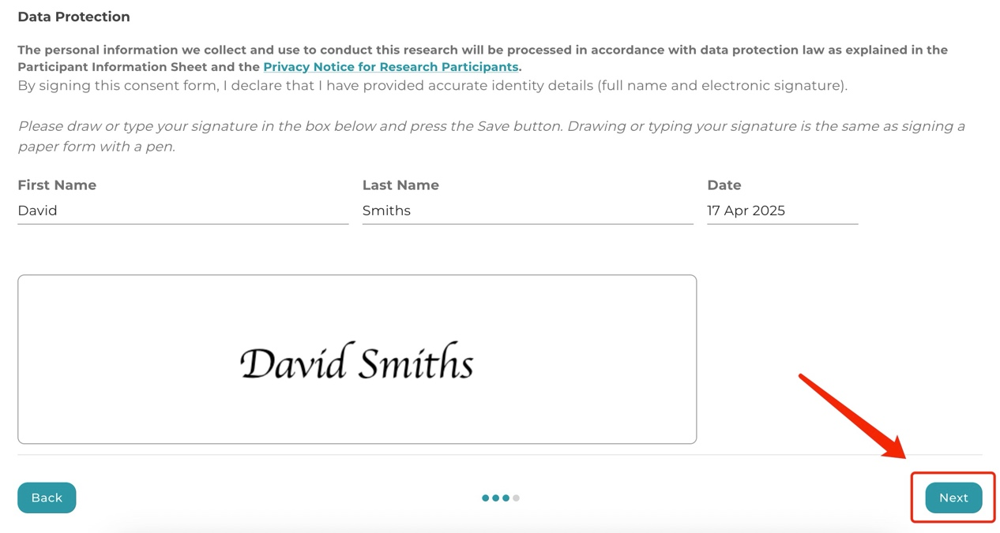 Data Protection
The personal information we collect and use to conduct this research will be processed in accordance with data protection law as explained in the
Participant Information Sheet and the Privacy Notice for Research Participants.
By signing this consent form, I declare that I have provided accurate identity details (full name and electronic signature).
Please draw or type your signature in the box below and press the Save button. Drawing or typing your signature is the same as signing a
paper form with a pen.
First Name Last Name Date
David Smiths 17 Apr 2025
David Smiths
Back Next